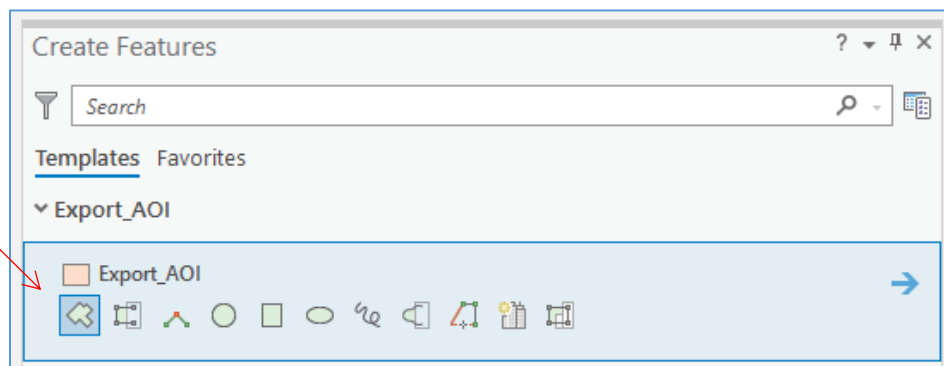 Create Features
Search
Templates Favorites
Export_AOI
Export_AOI